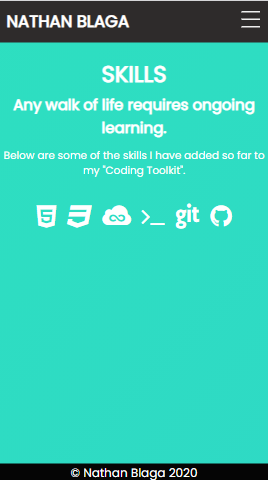 NATHAN BLAGA
SKILLS
Any walk of life requires ongoing
learning.
Below are some of the skills I have added so far to
my "Coding Toolkit".
git
© Nathan Blaga 2020